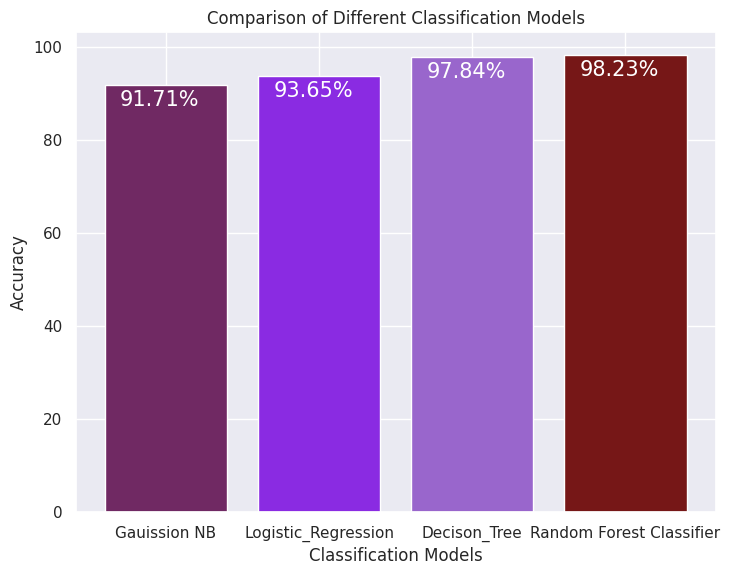 Comparison of Different Classification Models
100
80
60
40
20
0
Accuracy
91.71%
93.65%
97.84%
98.23%
Gauission NB
Logistic_Regression
Decison_Tree
Random Forest Classifier
Classification Models